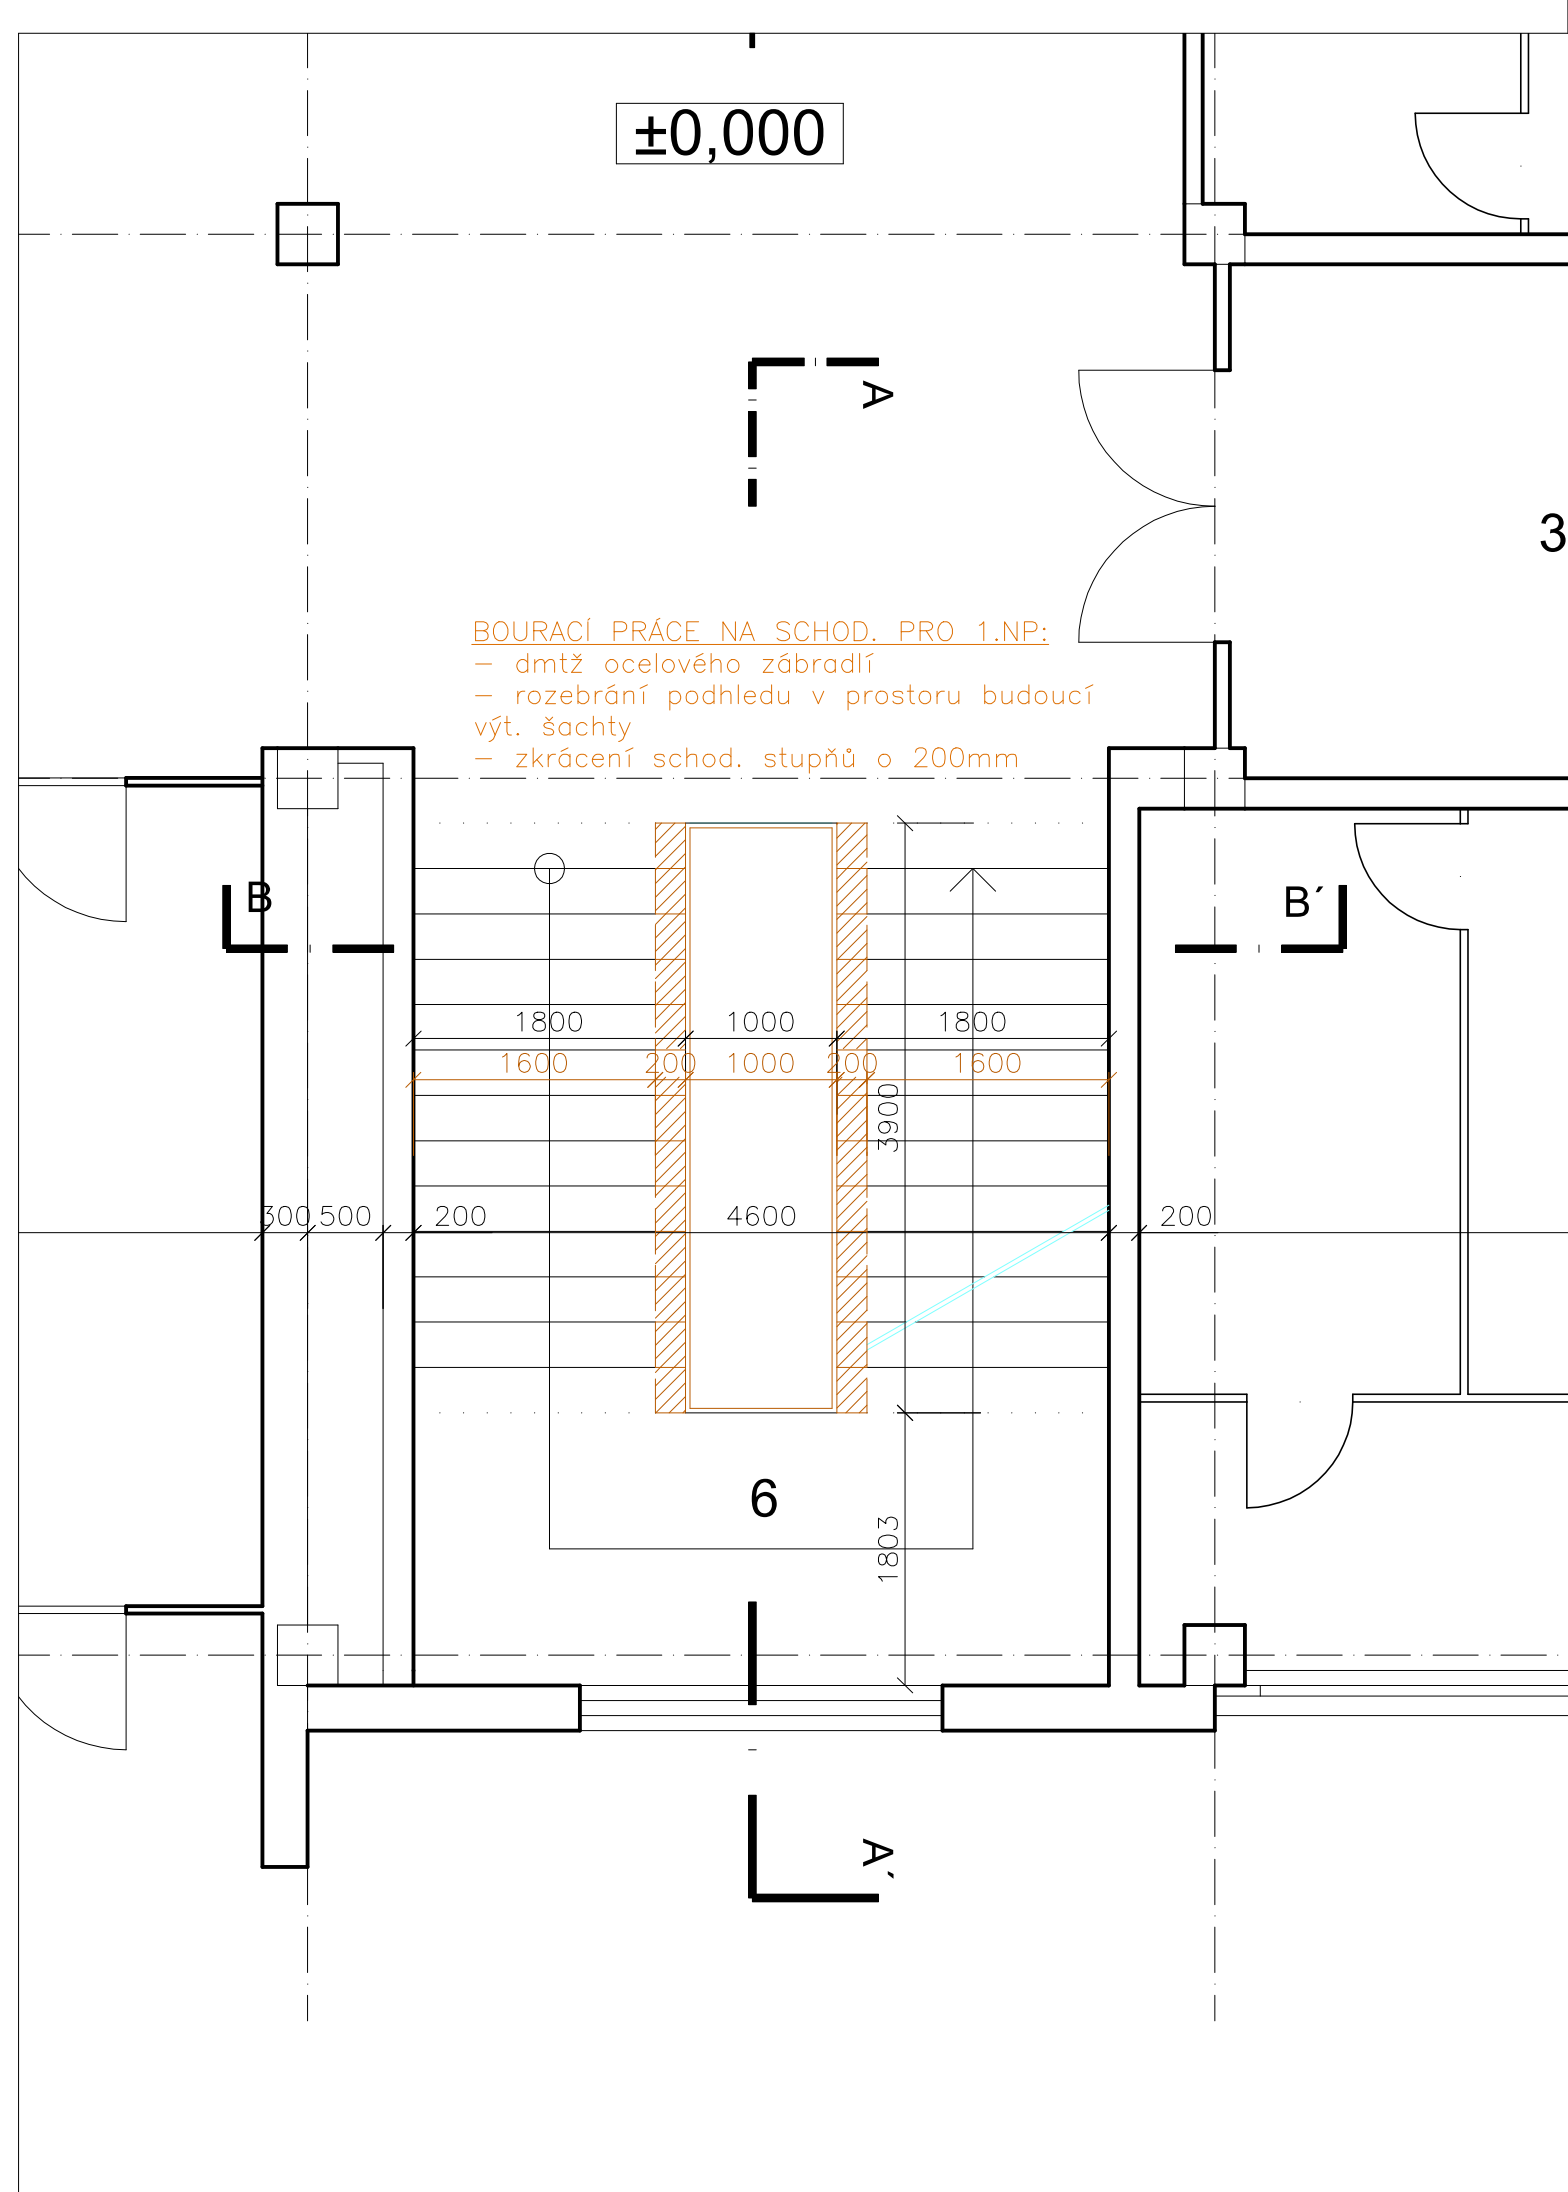 ±0,000
A
3
BOURACÍ PRÁCE NA SCHOD. PRO 1.NP:
– dmtž ocelového zábradlí
– rozebrání podhledu v prostoru budoucí
výt. šachty
– zkrácení schod. stupňů o 200mm
B
B´
1800 1000 1800
1600 200 1000 200 1600
3900
300 500 200 4600 200
6
1803
A´